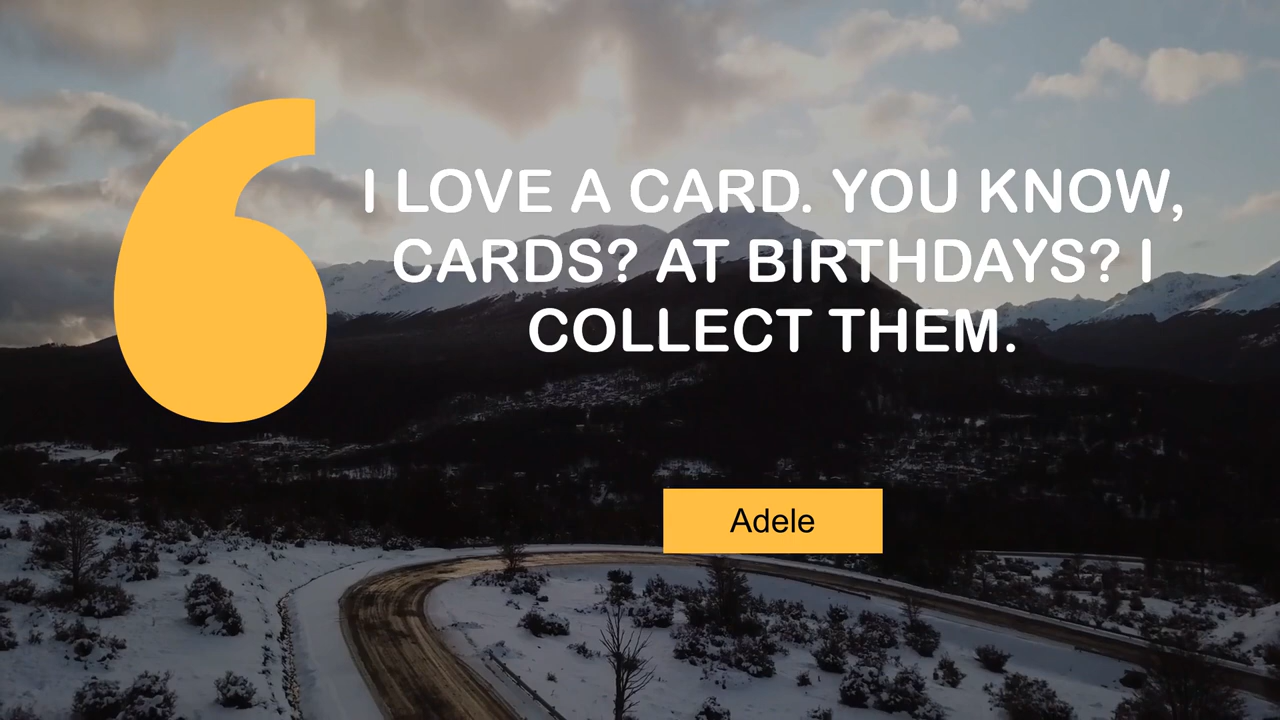 I LOVE A CARD. YOU KNOW,
CARDS? AT BIRTHDAYS? I
COLLECT THEM.
Adele